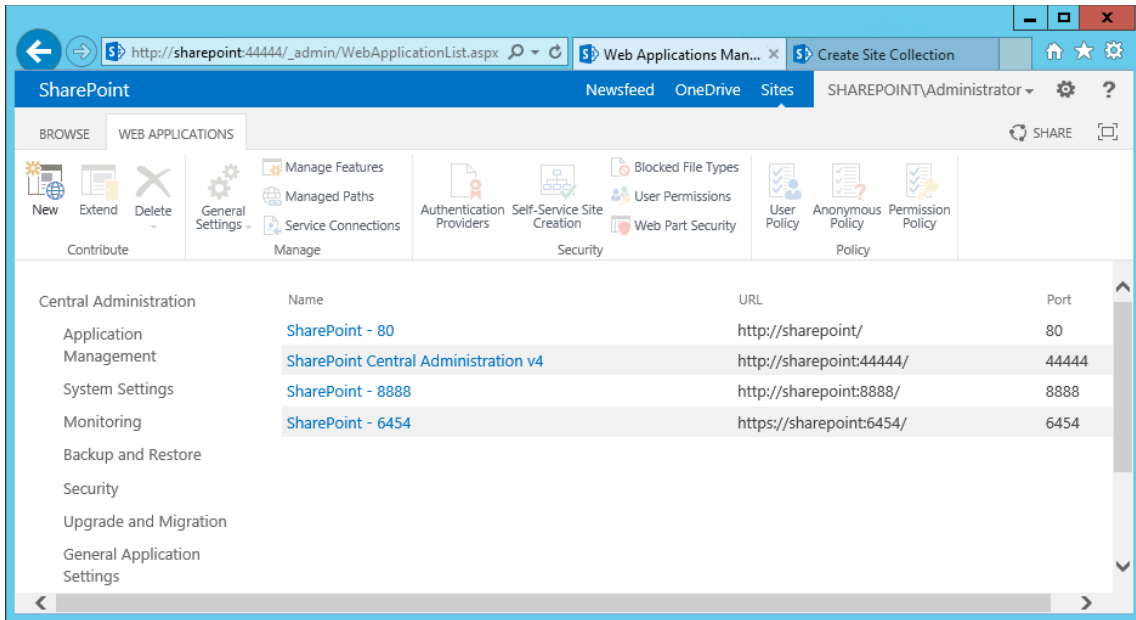 http://sharepoint:44444/_admin/WebApplicationList.aspx
Web Applications Man...
Create Site Collection
SharePoint
Newsfeed OneDrive Sites
SHAREPOINT\Administrator
?
BROWSE WEB APPLICATIONS
SHARE
New
Extend
Delete
Contribute
General
Settings
Manage Features
Managed Paths
Service Connections
Manage
Authentication
Providers
Self-Service Site
Creation
Blocked File Types
User Permissions
Web Part Security
Security
User
Policy
Anonymous
Policy
Permission
Policy
Policy
Central Administration
Application
Management
System Settings
Monitoring
Backup and Restore
Security
Upgrade and Migration
General Application
Settings
Name URL Port
SharePoint - 80 http://sharepoint/ 80
SharePoint Central Administration v4 http://sharepoint:44444/ 44444
SharePoint - 8888 http://sharepoint:8888/ 8888
SharePoint - 6454 https://sharepoint:6454/ 6454